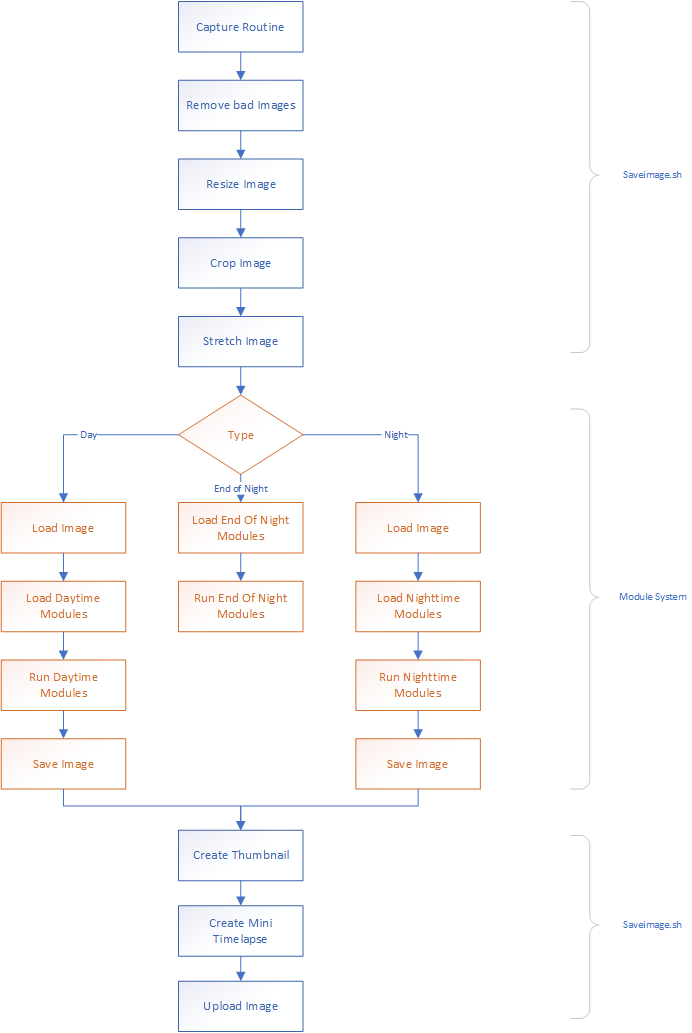 Capture Routine
Remove bad Images
Resize Image
Saveimage.sh
Crop Image
Stretch Image
Type
Day
Night
End of Night
Load Image
Load End Of Night
Modules
Load Image
Load Daytime
Modules
Run End Of Night
Modules
Load Nighttime
Modules
Module System
Run Daytime
Modules
Run Nighttime
Modules
Save Image
Save Image
Create Thumbnail
Create Mini
Timelapse
Saveimage.sh
Upload Image